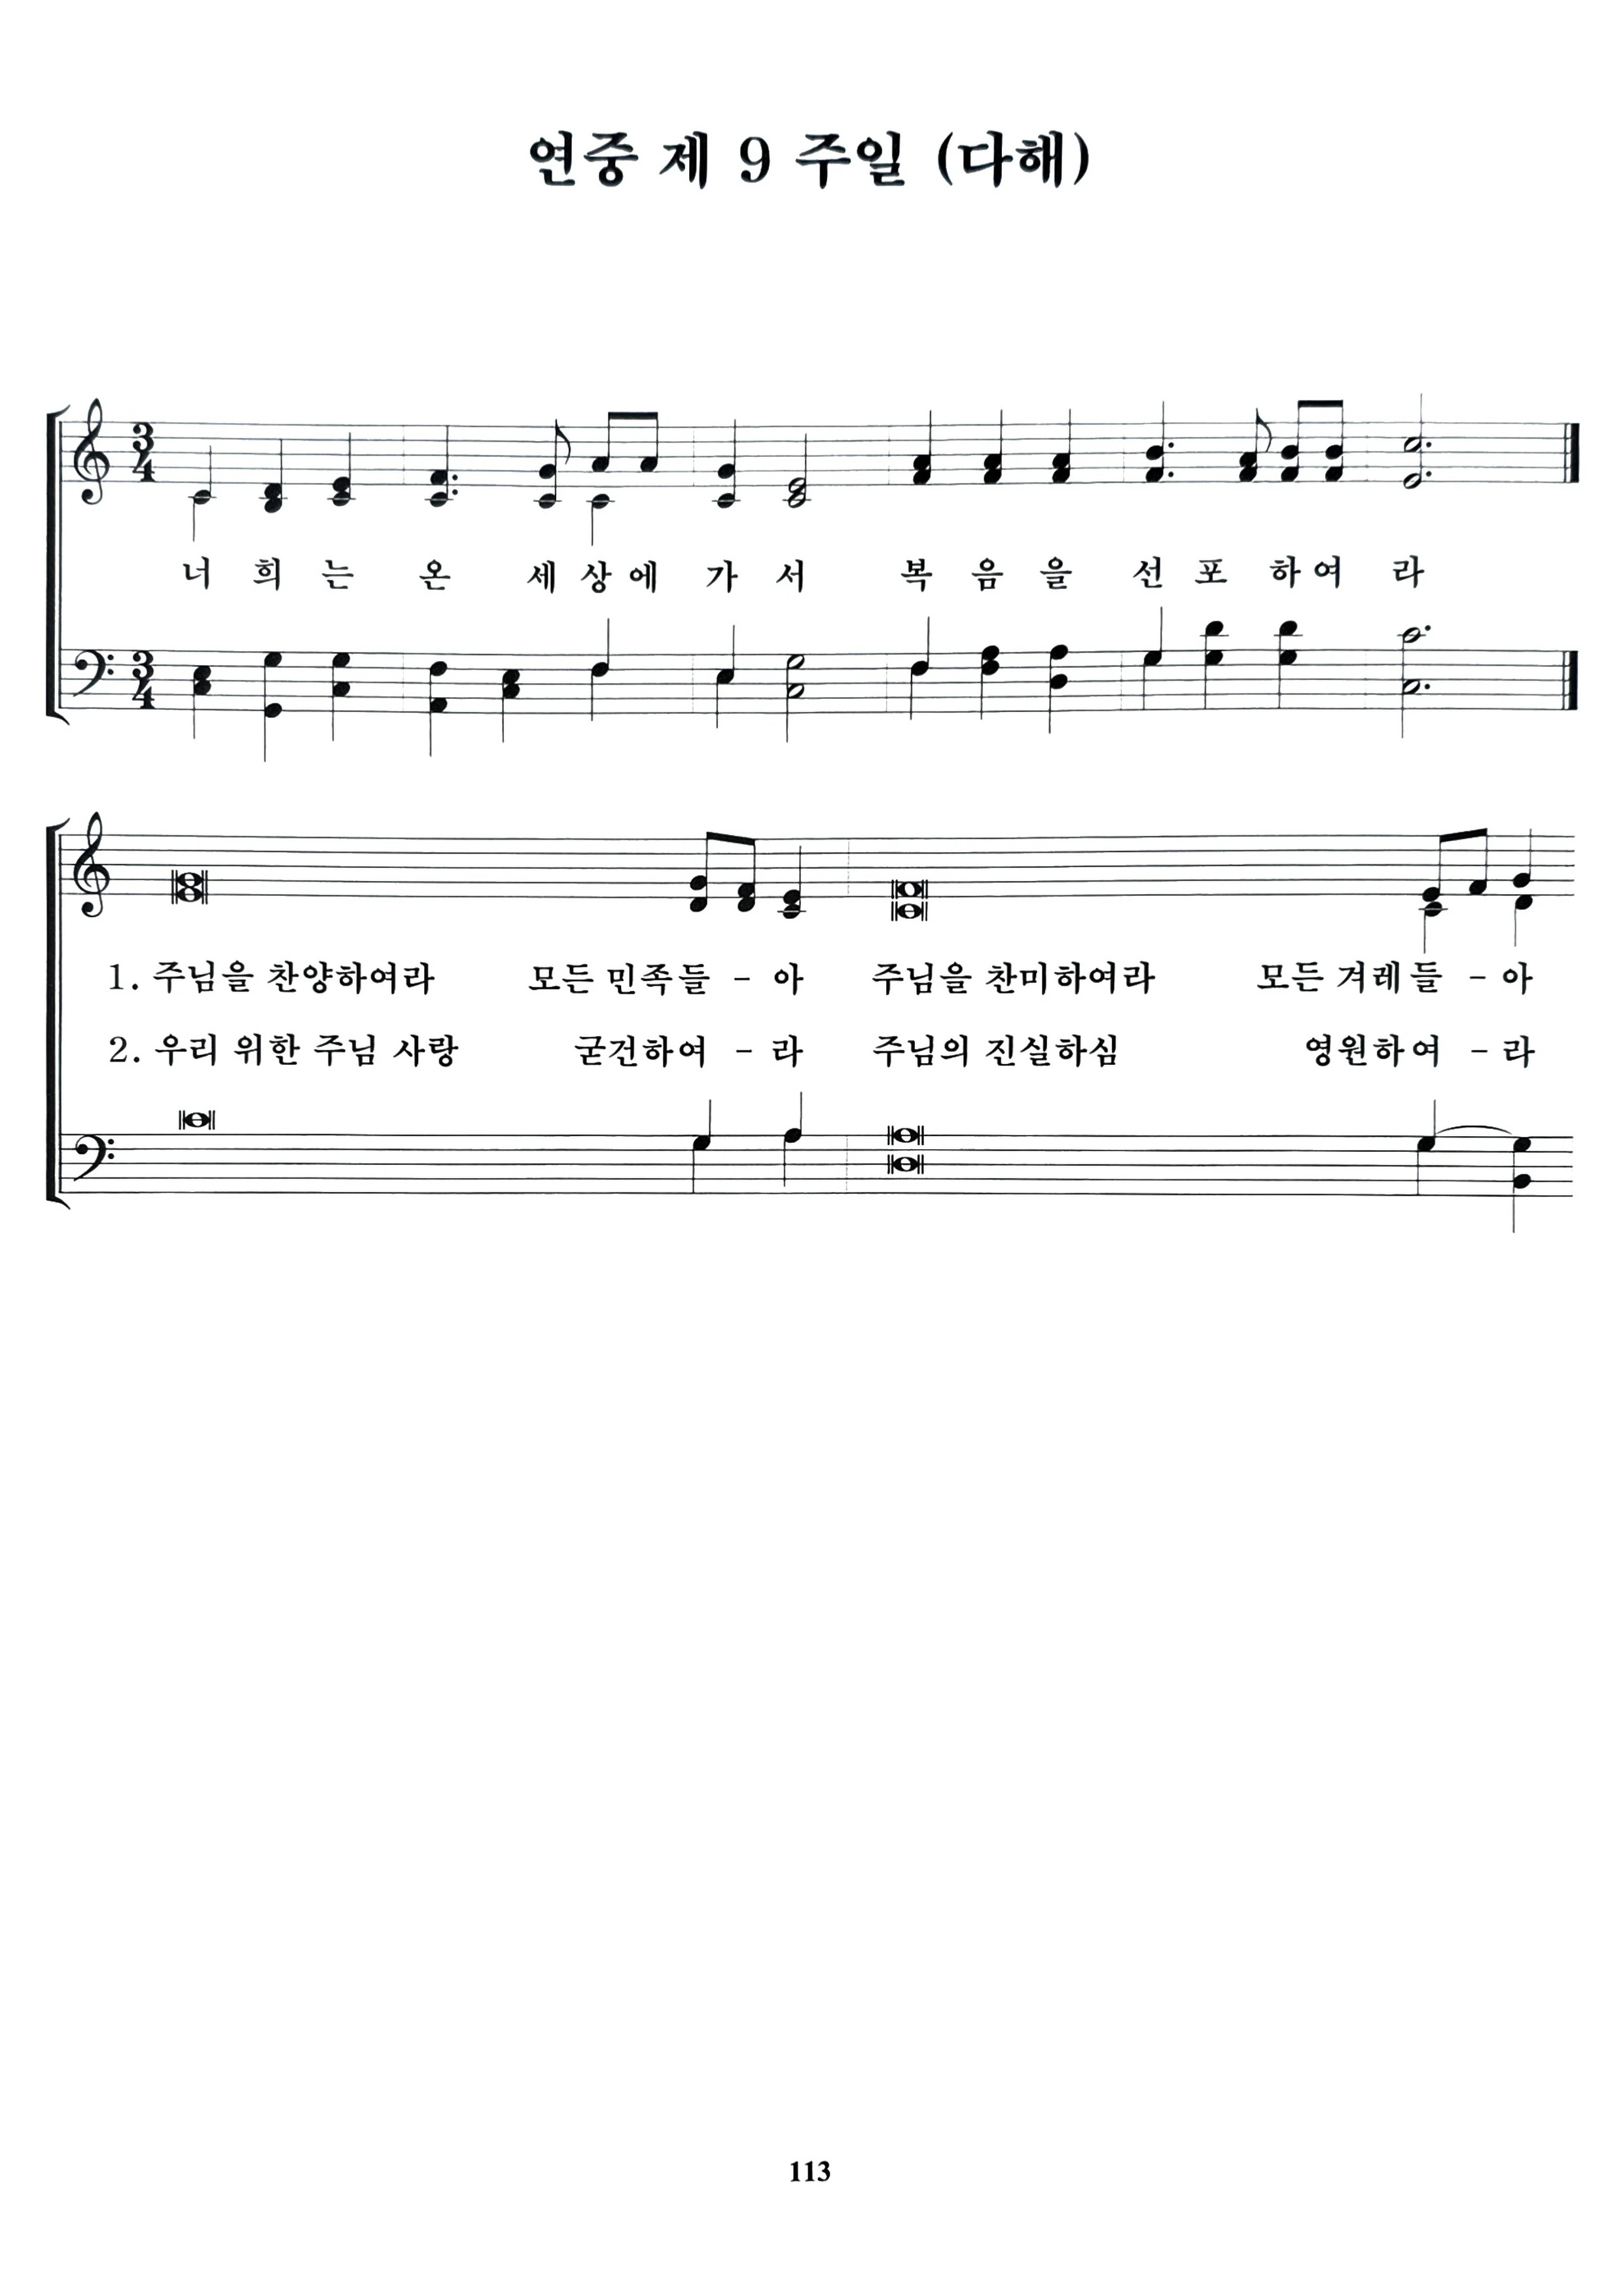 연중 제 9 주일 (다해)
3 4
너 희 는 온 세 상 에 가 서 복 음 을 선 포 하 여 라
3 4
1. 주님을 찬양하여라 모든 민족들 - 아 주님을 찬미하여라 모든 겨레들 - 아
2. 우리 위한 주님 사랑 굳건하여 - 라 주님의 진실하심 영원하여 - 라
113